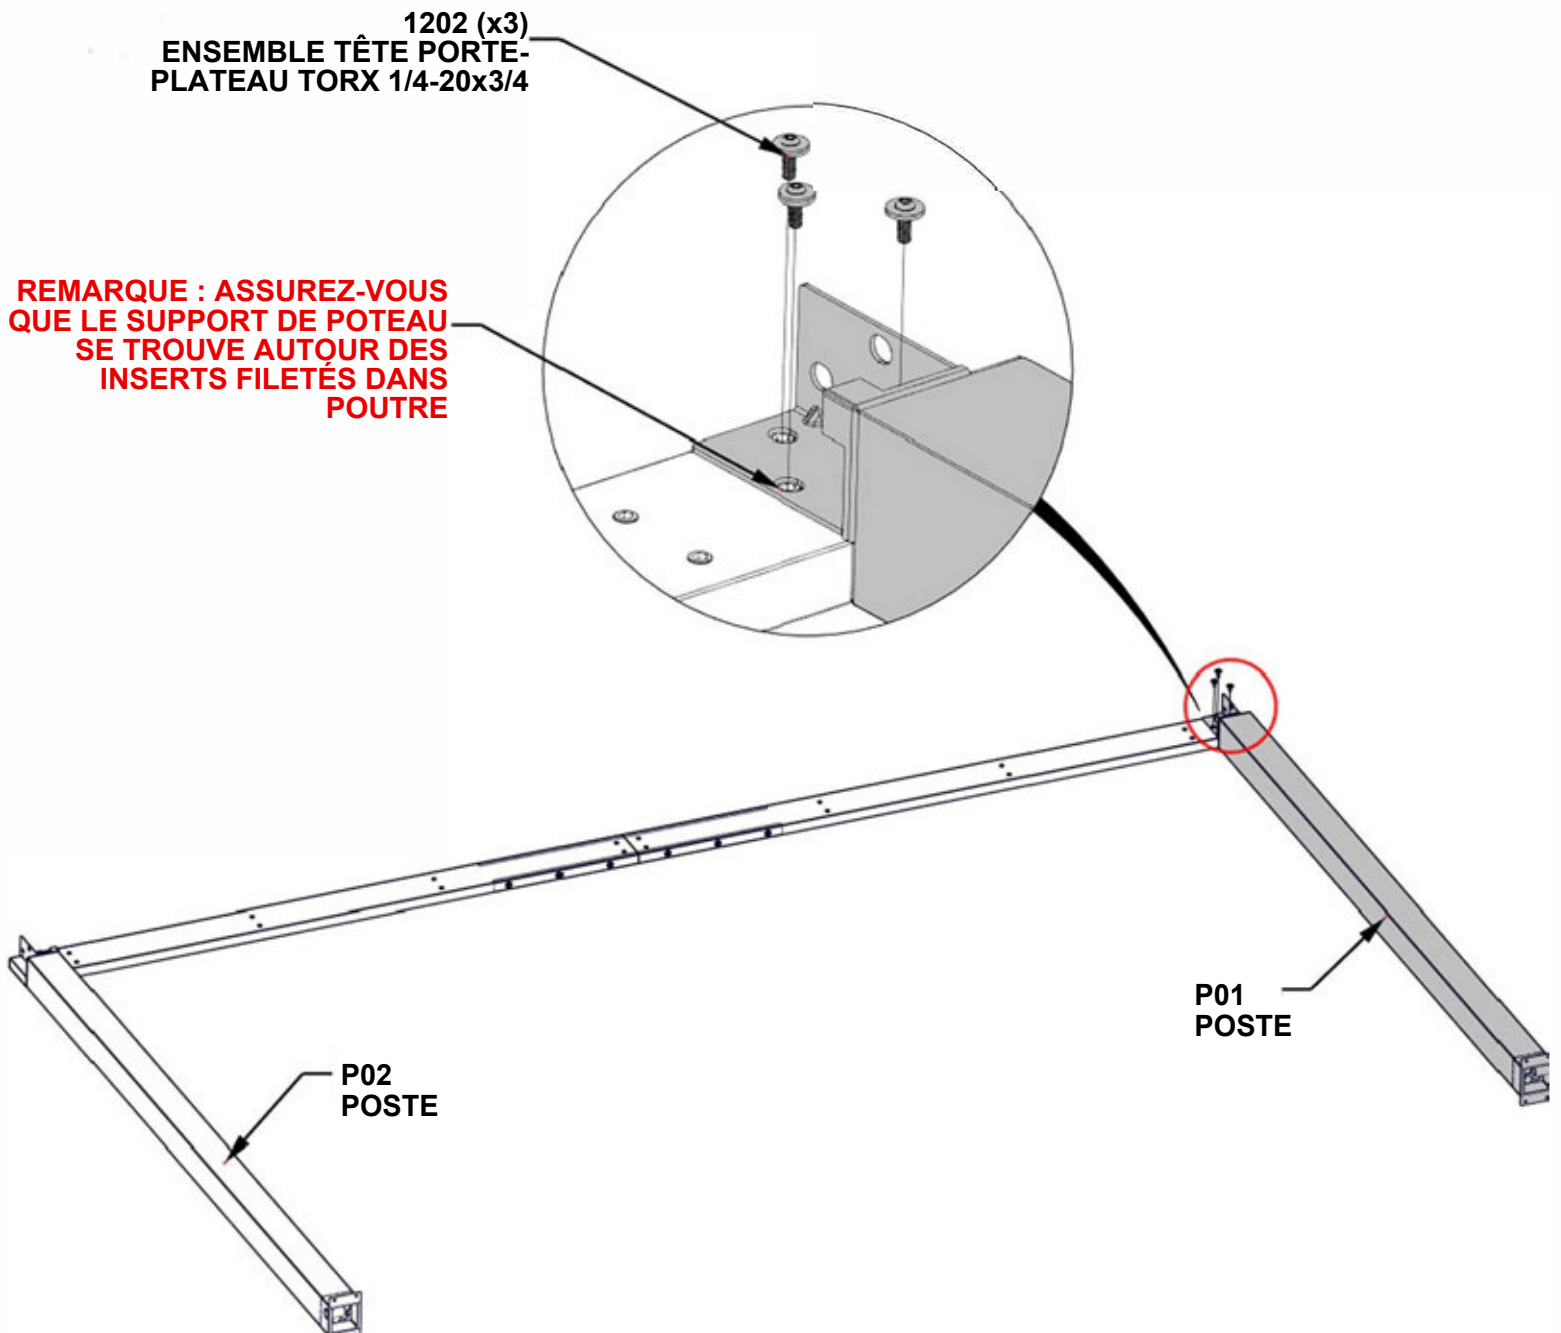 1202 (x3)
ENSEMBLE TÊTE PORTE-
PLATEAU TORX 1/4-20x3/4
REMARQUE : ASSUREZ-VOUS
QUE LE SUPPORT DE POTEAU
SE TROUVE AUTOUR DES
INSERTS FILETÉS DANS
POUTRE
P01
POSTE
P02
POSTE